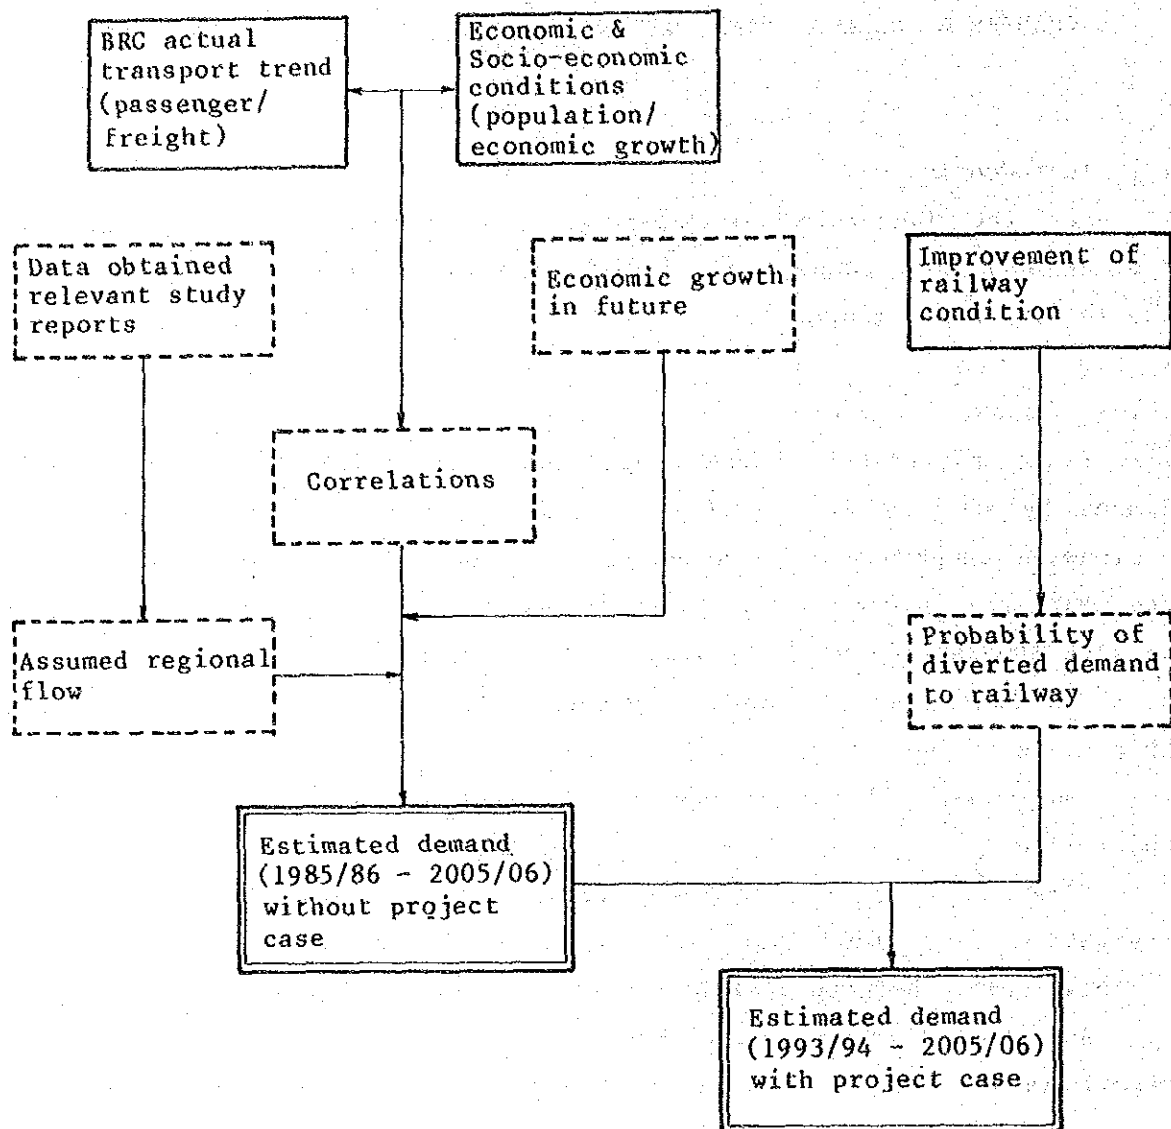 BRC actual
transport trend
(passenger/
freight)
Economic &
Socio-economic
conditions
(population/
economic growth)
Data obtained
relevant study
reports
Economic growth
in future
Improvement of
railway
condition
Correlations
Assumed regional
flow
Probability of
diverted demand
to railway
Estimated demand
(1985/86 - 2005/06)
without project
case
Estimated demand
(1993/94 - 2005/06)
with project case